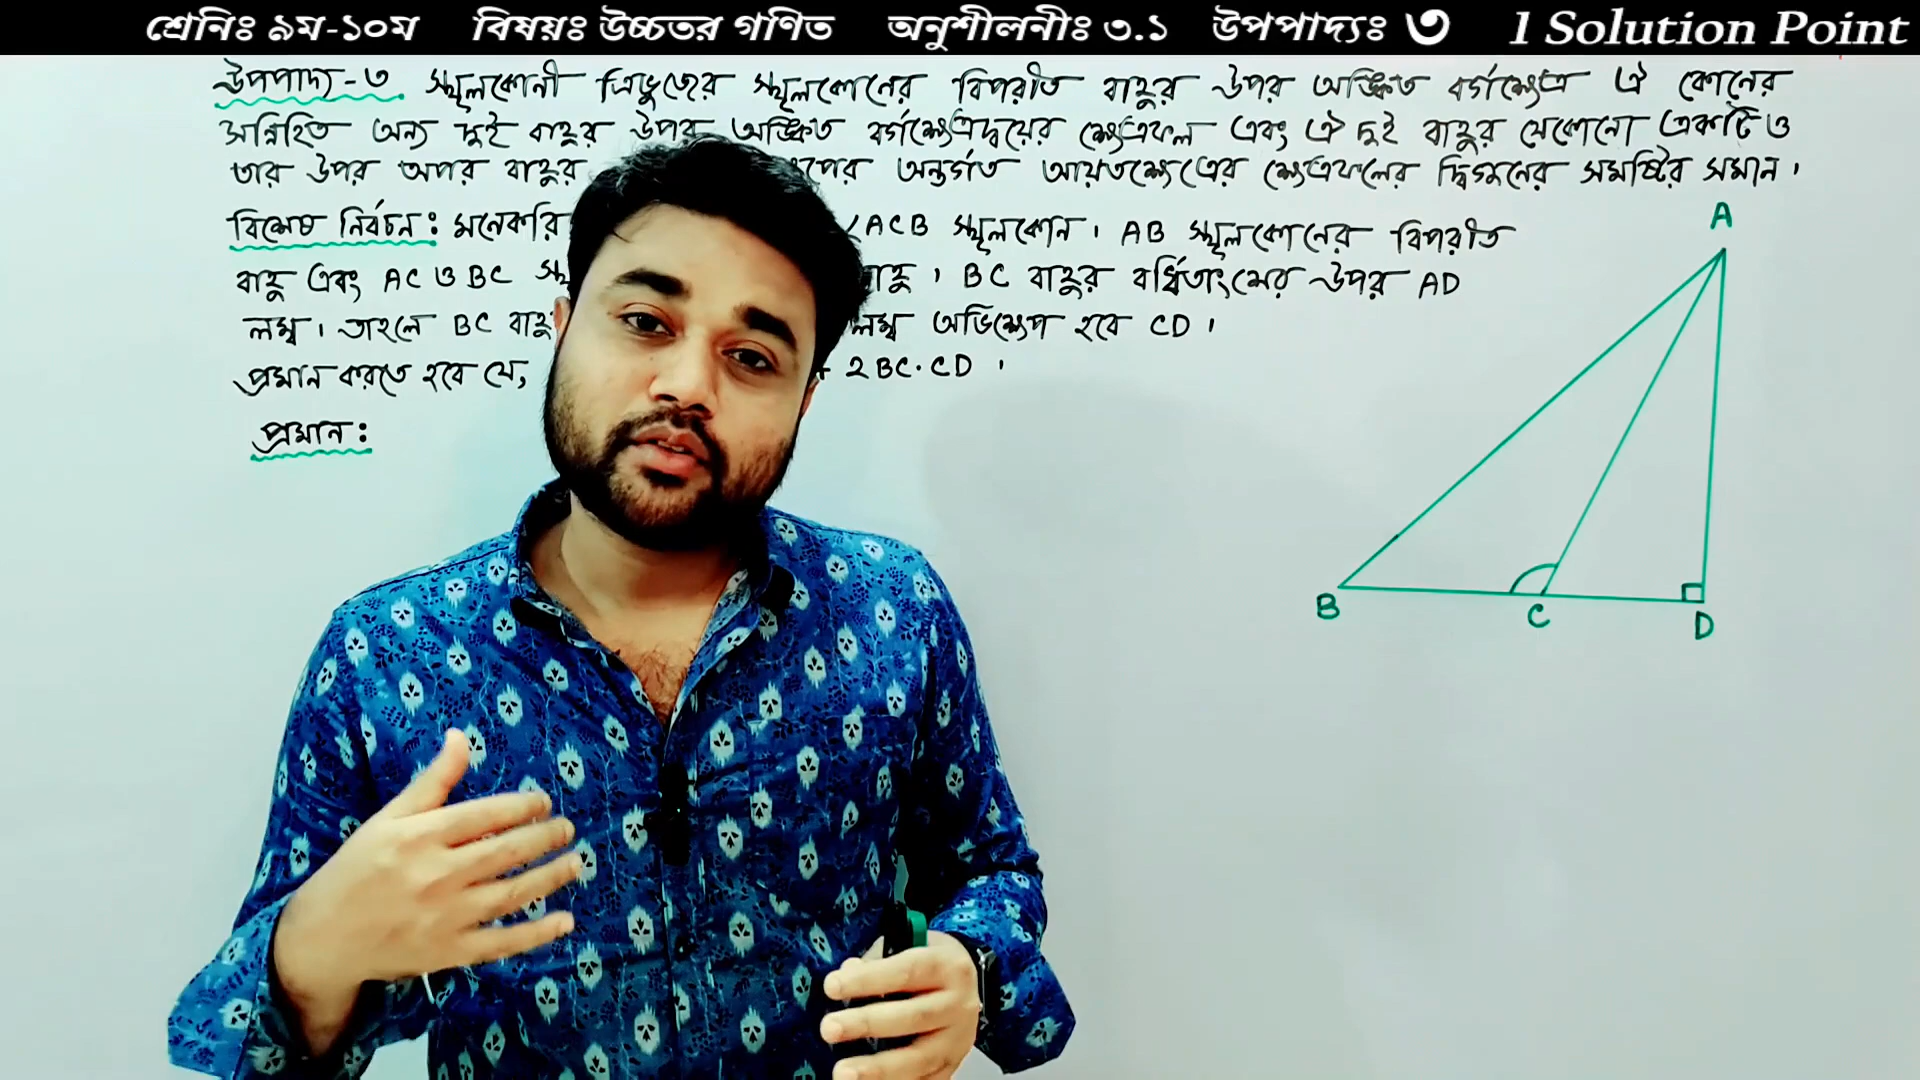 শ্রেনিঃ ৯ম-১০ম বিষয়ঃ উচ্চতর গণিত অনুশীলনীঃ ৩.১ উপপাদ্যঃ ৩ 1 Solution Point
উপপাদ্য-৩ স্থূলকোনী ত্রিভুজের স্থূলকোনের বিপরীত বাহুর উপর অঙ্কিত বর্গক্ষেত্র ঐ কোনের
সন্নিহিত অন্য দুই বাহুর উপর অঙ্কিত বর্গক্ষেত্রদ্বয়ের ক্ষেত্রফল এবং ঐ দুই বাহুর যেকোনো একটি ও
তার উপর অপর বাহুর অন্তর্গত আয়তক্ষেত্রের ক্ষেত্রফলের দ্বিগুনের সমষ্টির সমান।
বিশেষ নির্বচন: মনেকরি ∠ACB স্থূলকোন। AB স্থূলকোনের বিপরীত
বাহু এবং AC ও BC বাহু। BC বাহুর বর্ধিতাংশের উপর AD
লম্ব। তাহলে BC লম্ব অভিক্ষেপ হবে CD।
প্রমান করতে হবে যে, + 2BC.CD।
প্রমান:
A
B
C
D